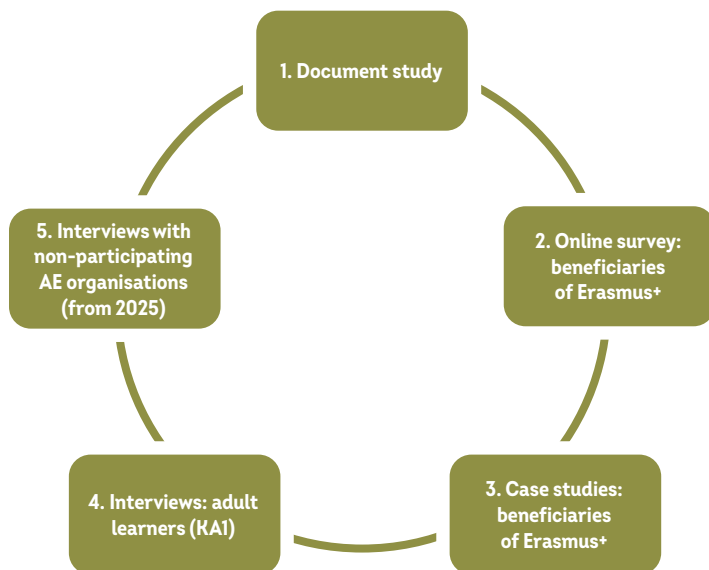 1. Document study
2. Online survey:
beneficiaries
of Erasmus+
3. Case studies:
beneficiaries
of Erasmus+
4. Interviews: adult
learners (KA1)
5. Interviews with
non-participating
AE organisations
(from 2025)